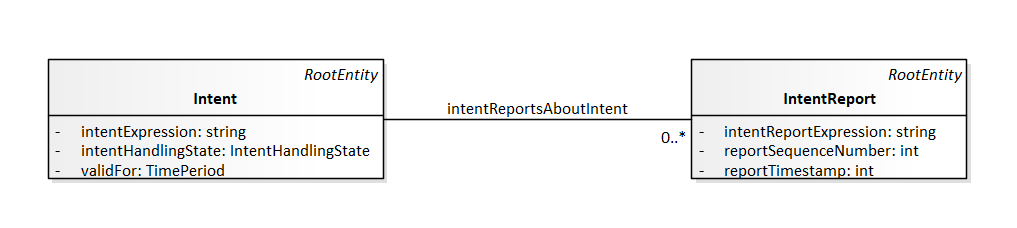 RootEntity
Intent
- intentExpression: string
- intentHandlingState: IntentHandlingState
- validFor: TimePeriod
intentReportsAboutIntent
0..*
RootEntity
IntentReport
- intentReportExpression: string
- reportSequenceNumber: int
- reportTimestamp: int